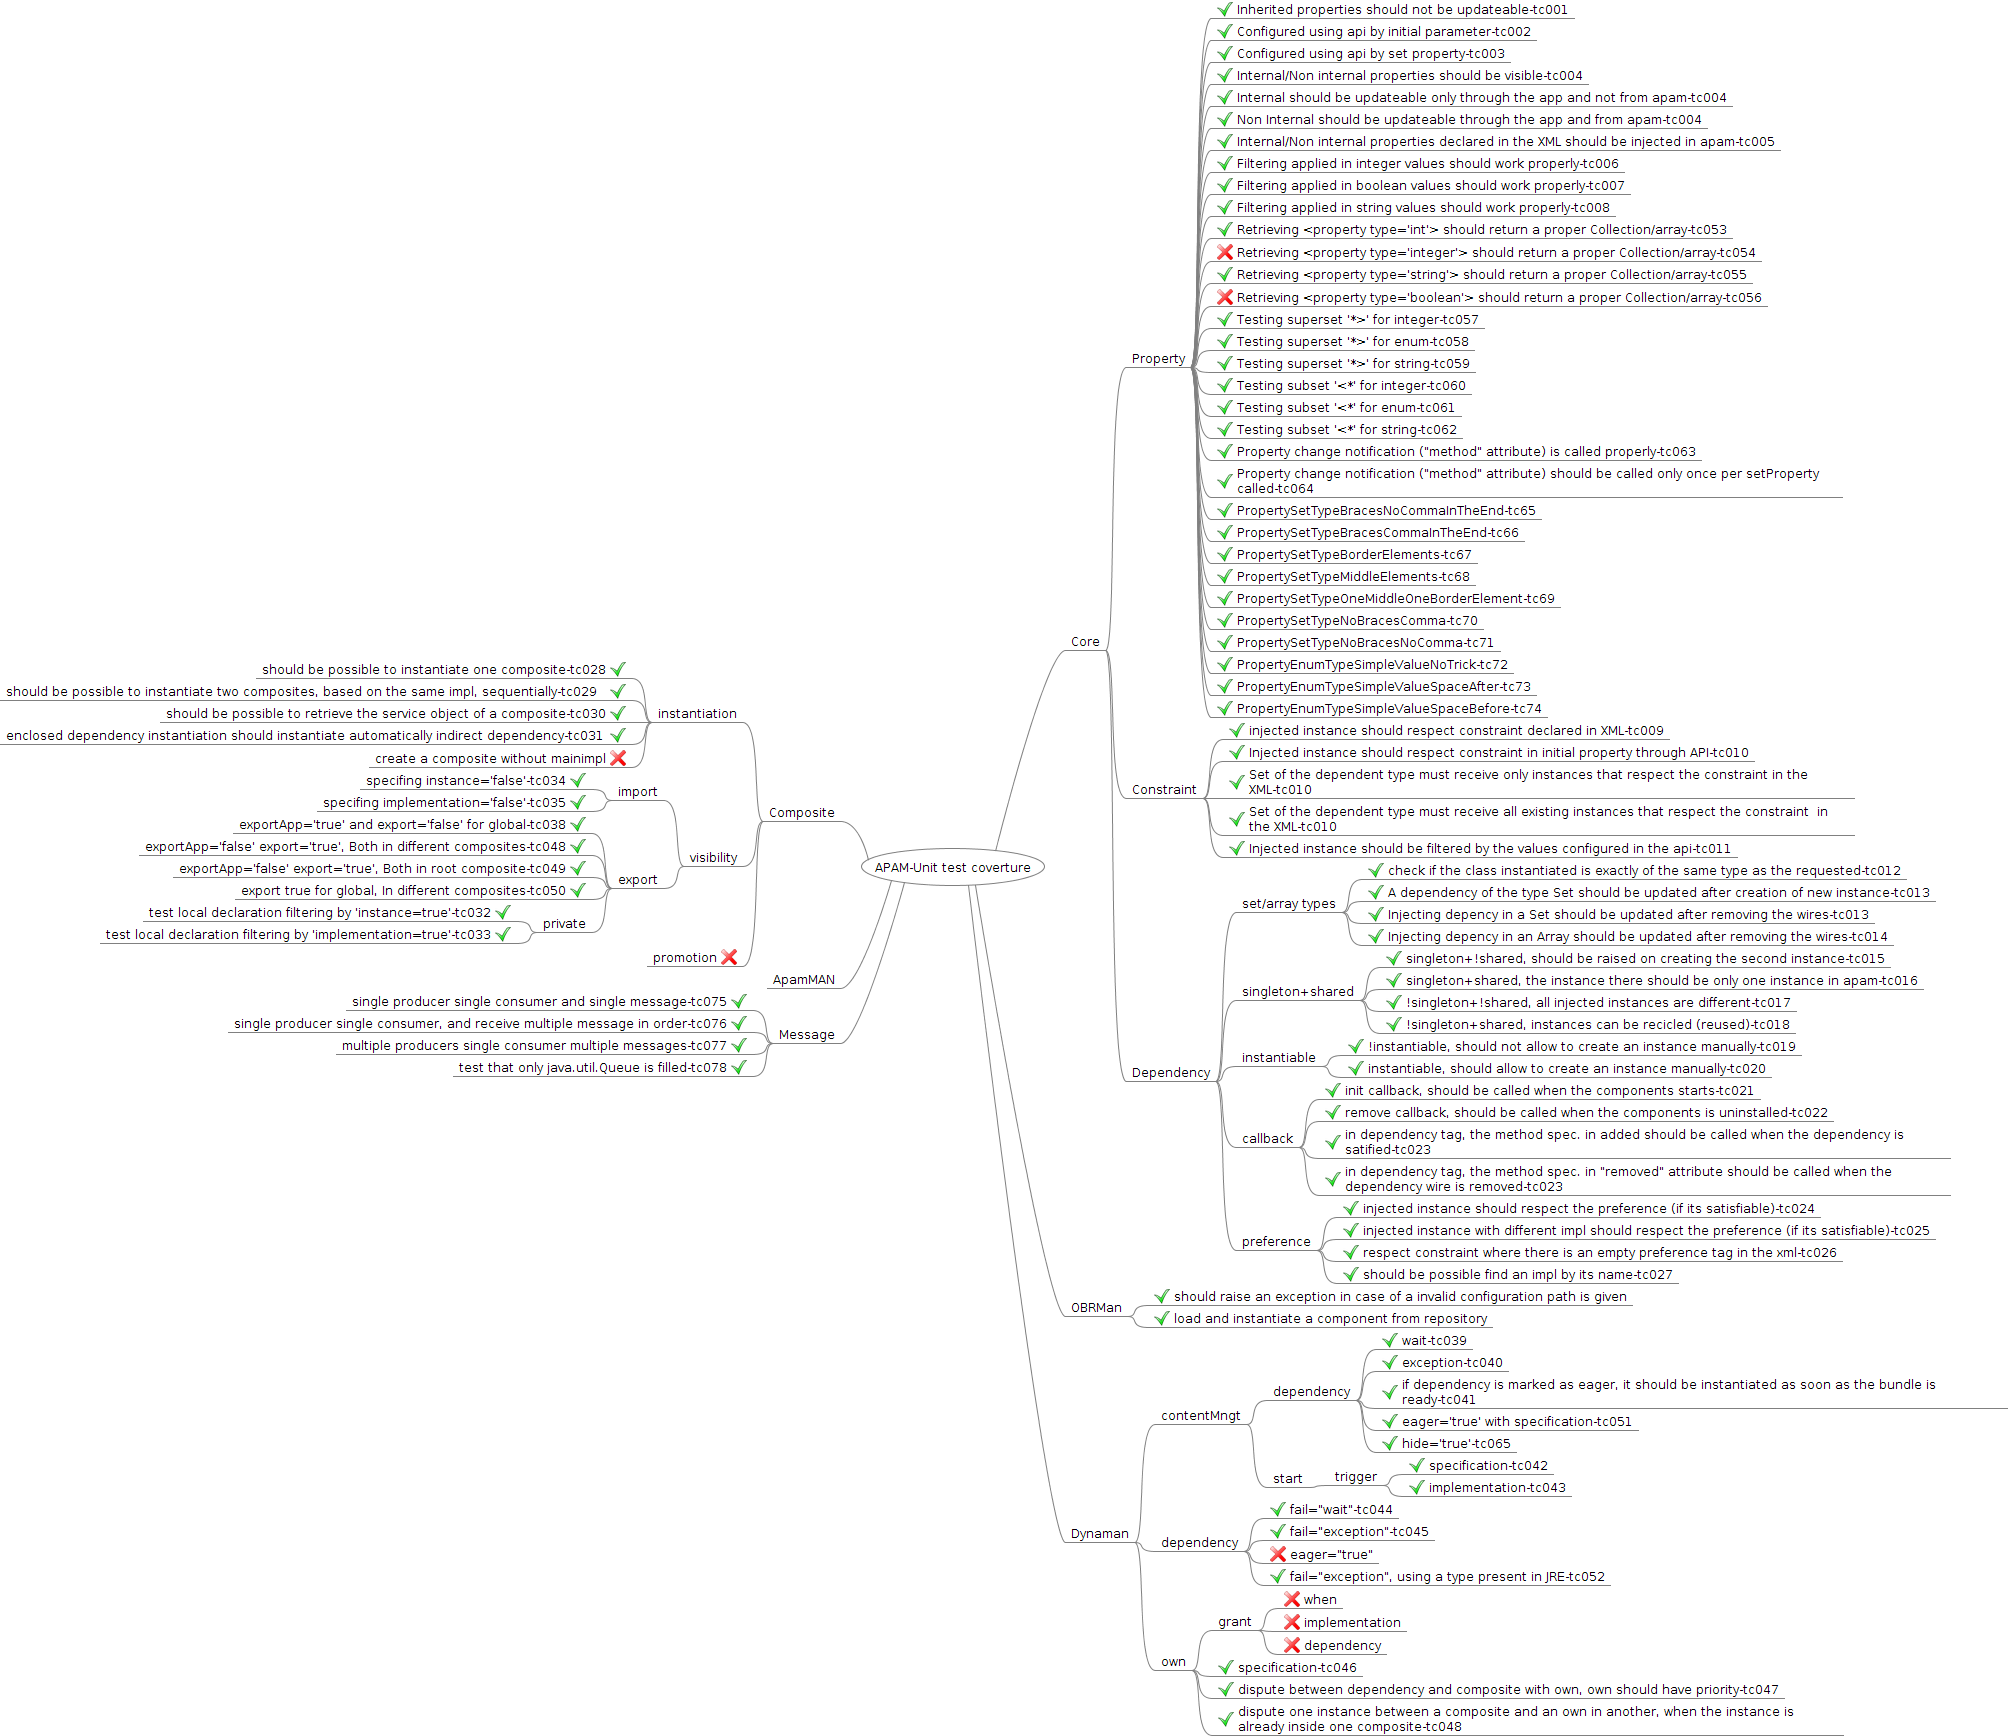 APAM-Unit test coverture
Core
Property
Inherited properties should not be updateable-tc001
Configured using api by initial parameter-tc002
Configured using api by set property-tc003
Internal/Non internal properties should be visible-tc004
Internal should be updateable only through the app and not from apam-tc004
Non Internal should be updateable through the app and from apam-tc004
Internal/Non internal properties declared in the XML should be injected in apam-tc005
Filtering applied in integer values should work properly-tc006
Filtering applied in boolean values should work properly-tc007
Filtering applied in string values should work properly-tc008
Retrieving <property type='int'> should return a proper Collection/array-tc053
Retrieving <property type='integer'> should return a proper Collection/array-tc054
Retrieving <property type='string'> should return a proper Collection/array-tc055
Retrieving <property type='boolean'> should return a proper Collection/array-tc056
Testing superset '*>' for integer-tc057
Testing superset '*>' for enum-tc058
Testing superset '*>' for string-tc059
Testing subset '<*' for integer-tc060
Testing subset '<*' for enum-tc061
Testing subset '<*' for string-tc062
Property change notification ("method" attribute) is called properly-tc063
Property change notification ("method" attribute) should be called only once per setProperty
called-tc064
PropertySetTypeBracesNoCommaInTheEnd-tc65
PropertySetTypeBracesCommaInTheEnd-tc66
PropertySetTypeBorderElements-tc67
PropertySetTypeMiddleElements-tc68
PropertySetTypeOneMiddleOneBorderElement-tc69
PropertySetTypeNoBracesComma-tc70
PropertySetTypeNoBracesNoComma-tc71
PropertyEnumTypeSimpleValueNoTrick-tc72
PropertyEnumTypeSimpleValueSpaceAfter-tc73
PropertyEnumTypeSimpleValueSpaceBefore-tc74
Constraint
injected instance should respect constraint declared in XML-tc009
Injected instance should respect constraint in initial property through API-tc010
Set of the dependent type must receive only instances that respect the constraint in the
XML-tc010
Set of the dependent type must receive all existing instances that respect the constraint  in
the XML-tc010
Injected instance should be filtered by the values configured in the api-tc011
Dependency
set/array types
check if the class instantiated is exactly of the same type as the requested-tc012
A dependency of the type Set should be updated after creation of new instance-tc013
Injecting depency in a Set should be updated after removing the wires-tc013
Injecting depency in an Array should be updated after removing the wires-tc014
singleton+shared
singleton+!shared, should be raised on creating the second instance-tc015
singleton+shared, the instance there should be only one instance in apam-tc016
!singleton+!shared, all injected instances are different-tc017
!singleton+shared, instances can be recicled (reused)-tc018
instantiable
!instantiable, should not allow to create an instance manually-tc019
instantiable, should allow to create an instance manually-tc020
callback
init callback, should be called when the components starts-tc021
remove callback, should be called when the components is uninstalled-tc022
in dependency tag, the method spec. in added should be called when the dependency is
satified-tc023
in dependency tag, the method spec. in "removed" attribute should be called when the
dependency wire is removed-tc023
preference
injected instance should respect the preference (if its satisfiable)-tc024
injected instance with different impl should respect the preference (if its satisfiable)-tc025
respect constraint where there is an empty preference tag in the xml-tc026
should be possible find an impl by its name-tc027
OBRMan
should raise an exception in case of a invalid configuration path is given
load and instantiate a component from repository
Dynaman
contentMngt
dependency
wait-tc039
exception-tc040
if dependency is marked as eager, it should be instantiated as soon as the bundle is
ready-tc041
eager='true' with specification-tc051
hide='true'-tc065
start
trigger
specification-tc042
implementation-tc043
dependency
fail="wait"-tc044
fail="exception"-tc045
eager="true"
fail="exception", using a type present in JRE-tc052
own
grant
when
implementation
dependency
specification-tc046
dispute between dependency and composite with own, own should have priority-tc047
dispute one instance between a composite and an own in another, when the instance is
already inside one composite-tc048
Composite
instantiation
should be possible to instantiate one composite-tc028
should be possible to instantiate two composites, based on the same impl, sequentially-tc029
should be possible to retrieve the service object of a composite-tc030
enclosed dependency instantiation should instantiate automatically indirect dependency-tc031
create a composite without mainimpl
visibility
import
specifing instance='false'-tc034
specifing implementation='false'-tc035
export
exportApp='true' and export='false' for global-tc038
exportApp='false' export='true', Both in different composites-tc048
exportApp='false' export='true', Both in root composite-tc049
export true for global, In different composites-tc050
private
test local declaration filtering by 'instance=true'-tc032
test local declaration filtering by 'implementation=true'-tc033
promotion
ApamMAN
Message
single producer single consumer and single message-tc075
single producer single consumer, and receive multiple message in order-tc076
multiple producers single consumer multiple messages-tc077
test that only java.util.Queue is filled-tc078